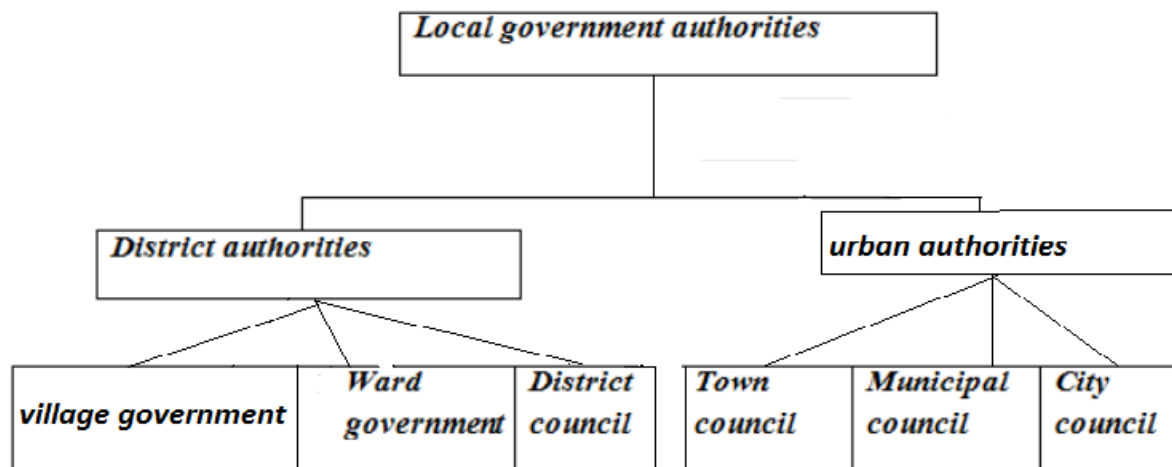 Local government authorities
District authorities
urban authorities
village government
Ward
government
District
council
Town
council
Municipal
council
City
council